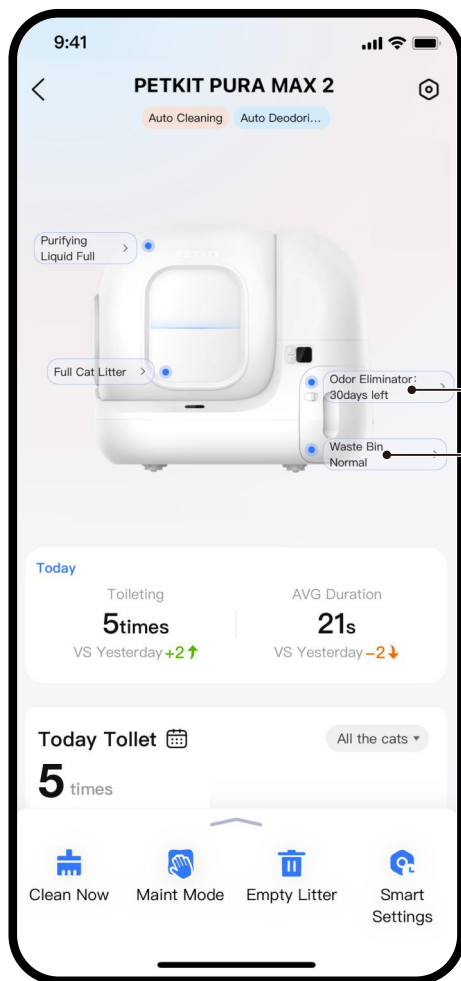 9:41
PETKIT PURA MAX 2
Auto Cleaning Auto Deodori...
Purifying
Liquid Full
PETKIT
Full Cat Litter
Odor Eliminator:
30days left
Waste Bin
Normal
Today
Toileting
AVG Duration
5times
21s
VS Yesterday +2
VS Yesterday -2
Today Tollet
All the cats
5 times
Clean Now
Maint Mode
Empty Litter
Smart
Settings